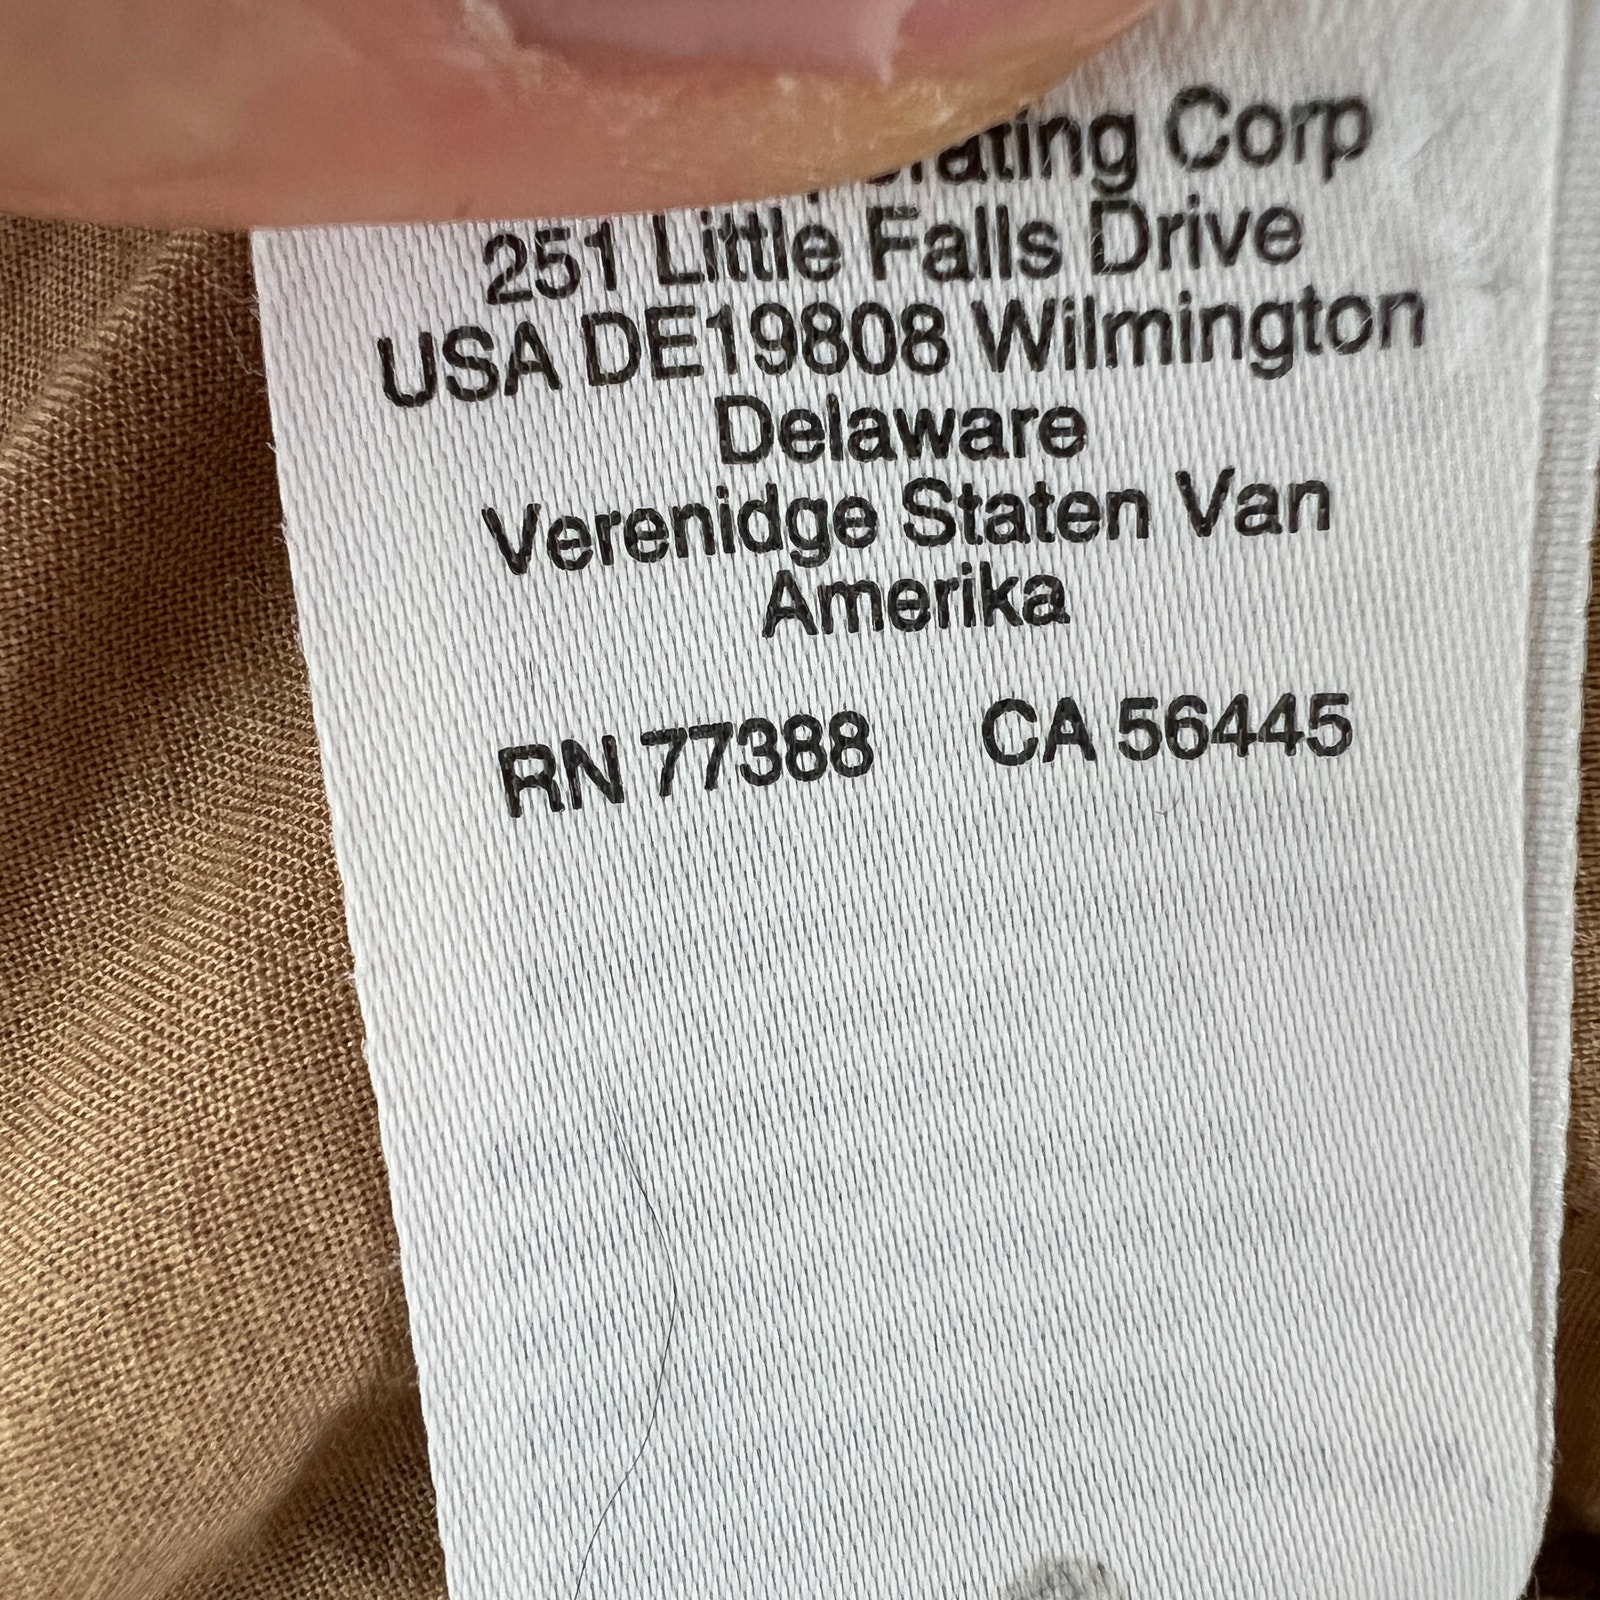 Corp
251 Little Falls Drive
USA DE19808 Wilmington
Delaware
Verenidge Staten Van
Amerika
RN 77388 CA 56445